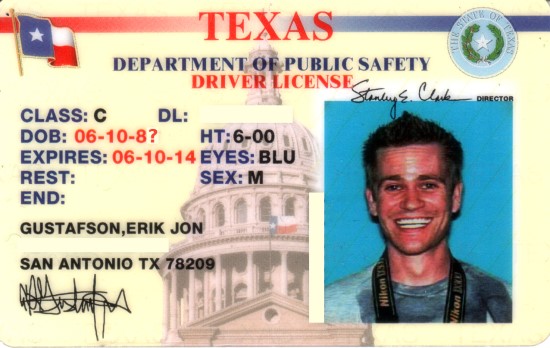 TEXAS
DEPARTMENT OF PUBLIC SAFETY
DRIVER LICENSE
THE STATE OF TEXAS
Stanley E. Clark DIRECTOR
CLASS: C DL:
DOB: 06-10-8? HT:6-00
EXPIRES: 06-10-14 EYES: BLU
REST: SEX: M
END:
GUSTAFSON,ERIK JON
SAN ANTONIO TX 78209
Nikon
Nikon